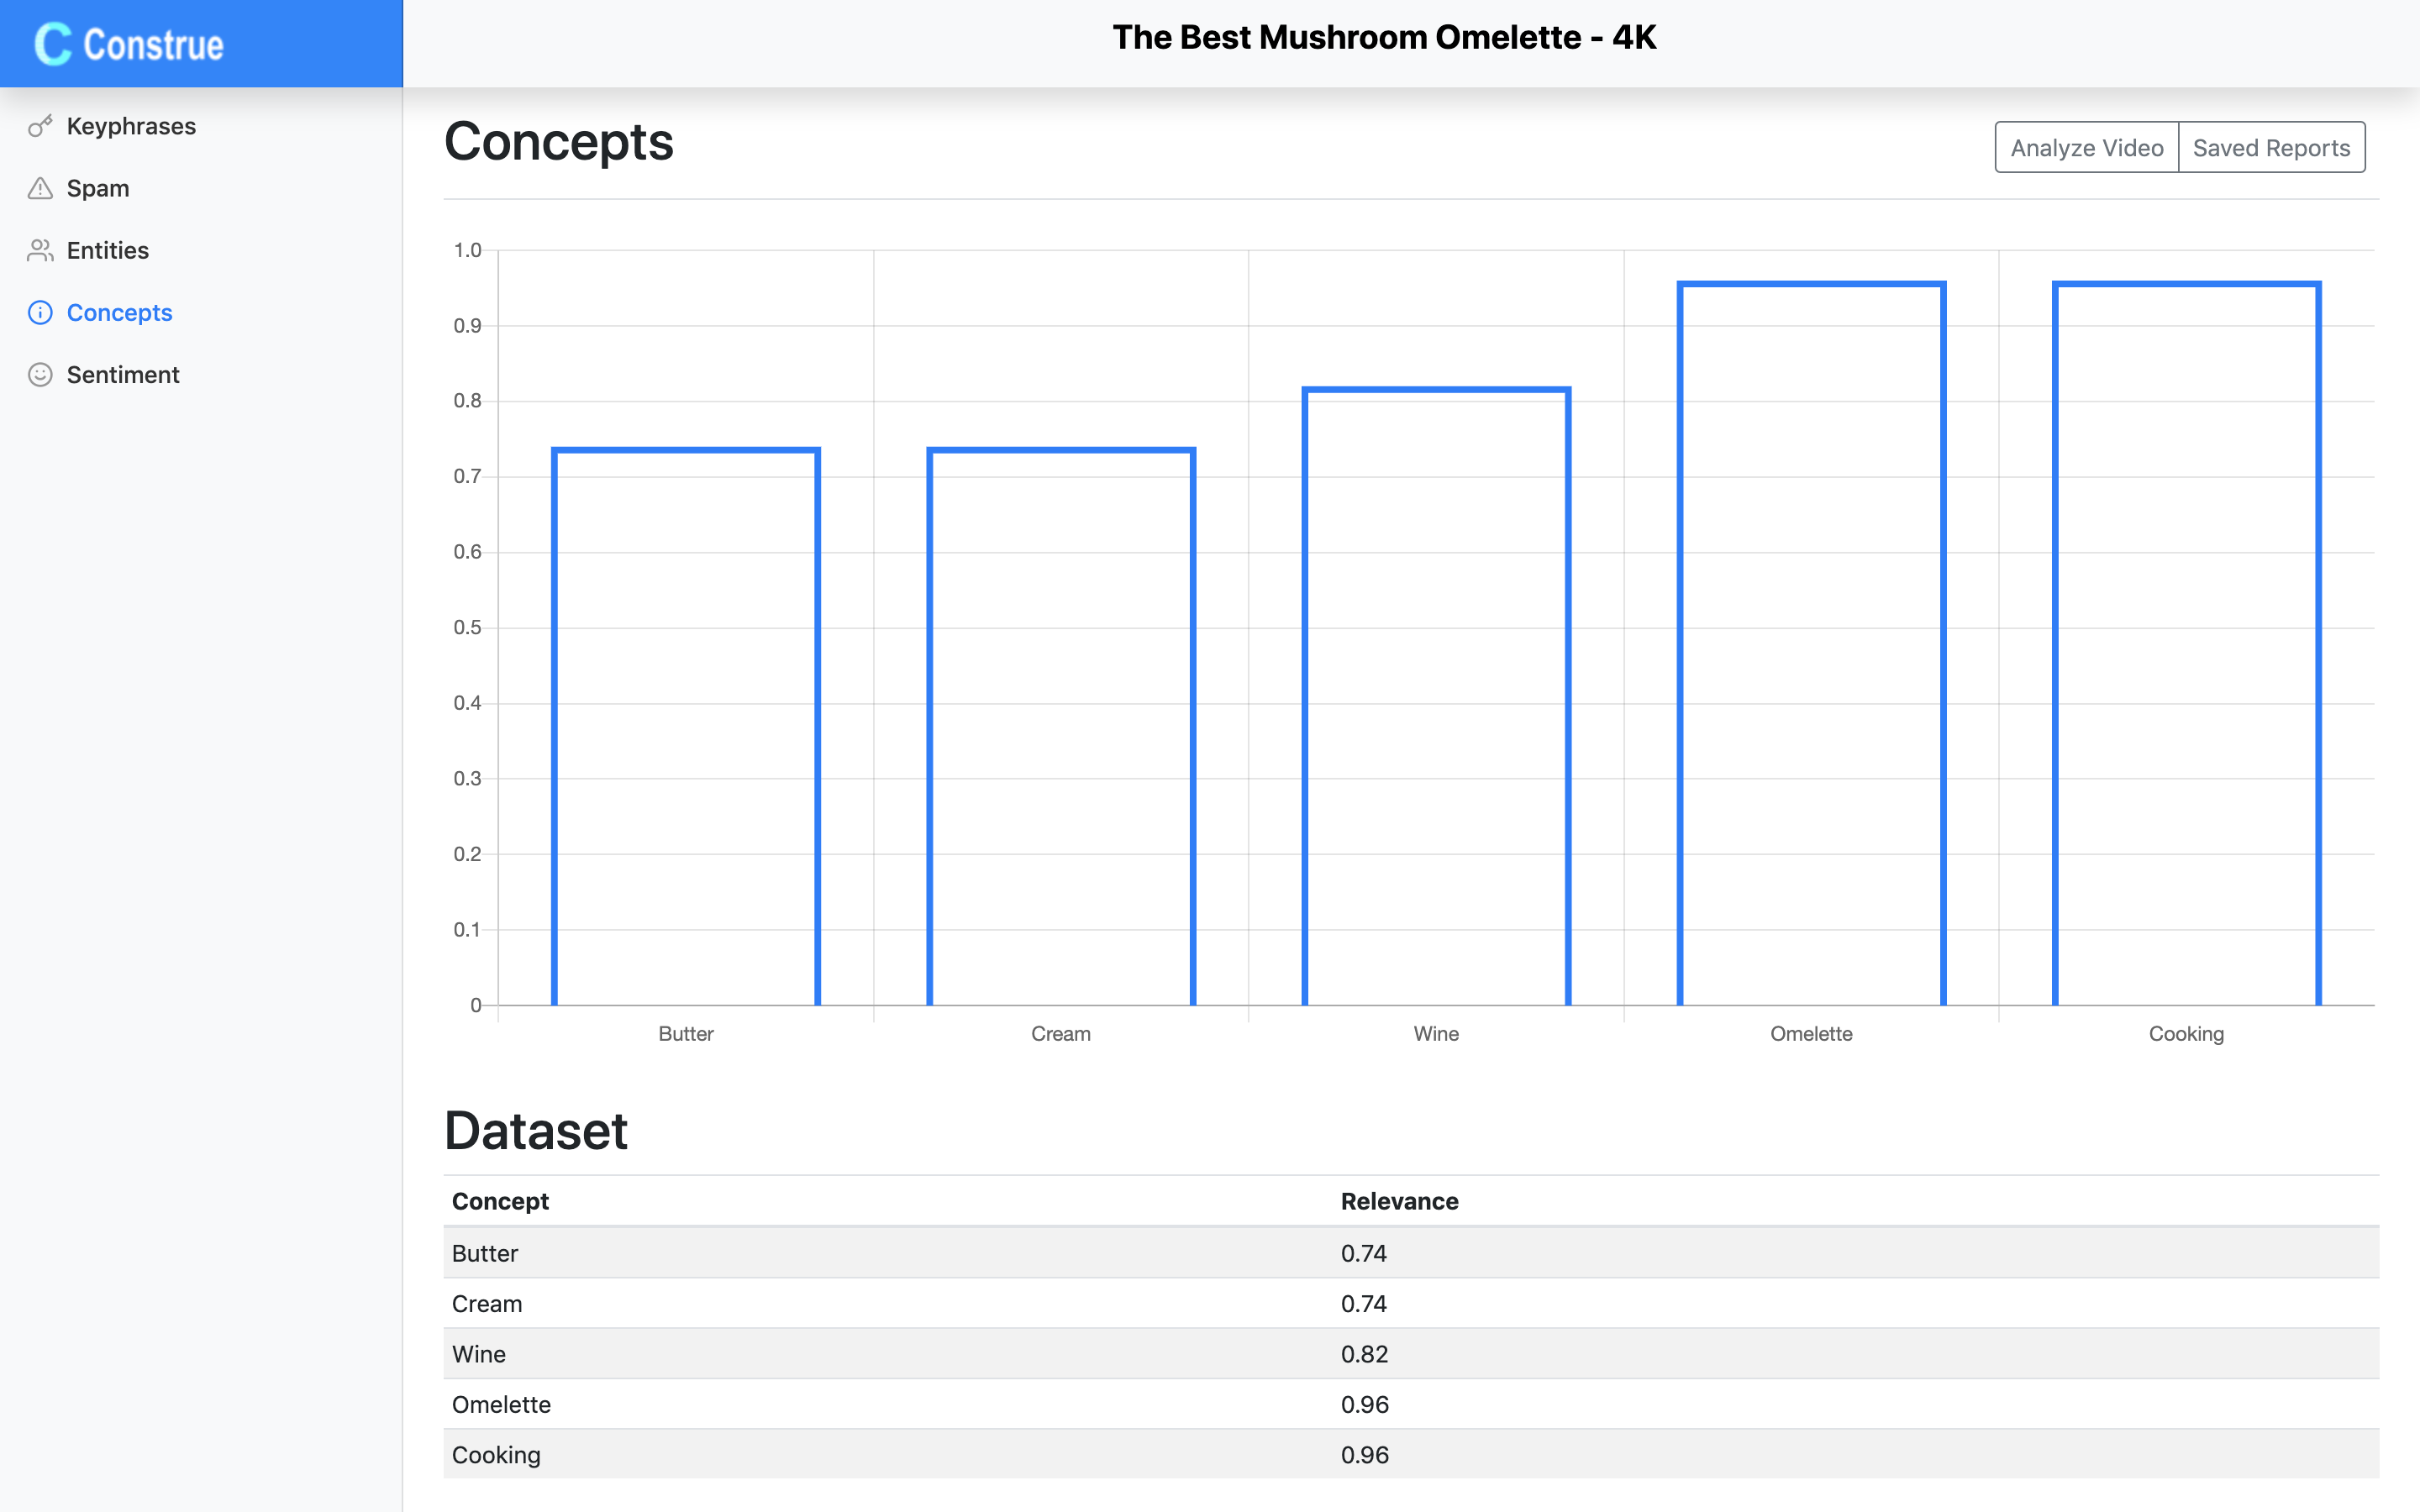 Construe
The Best Mushroom Omelette - 4K
Keyphrases
Spam
Entities
Concepts
Sentiment
Concepts
Analyze Video Saved Reports
1.0
0.9
0.8
0.7
0.6
0.5
0.4
0.3
0.2
0.1
0
Butter Cream Wine Omelette Cooking
Dataset
Concept Relevance
Butter 0.74
Cream 0.74
Wine 0.82
Omelette 0.96
Cooking 0.96